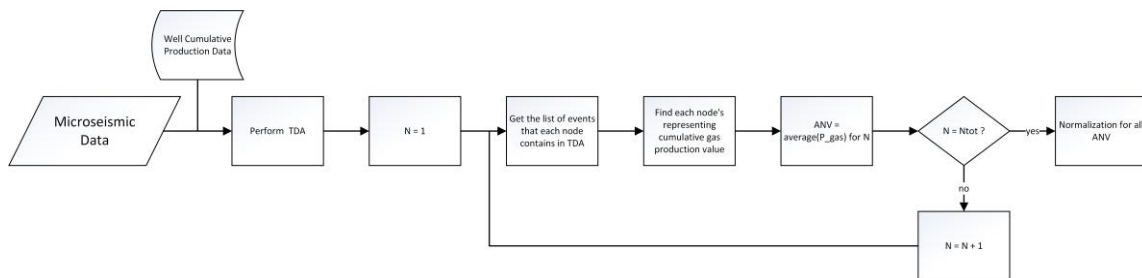 Well Cumulative
Production Data
Microseismic
Data
Perform TDA
N = 1
Get the list of events
that each node
contains in TDA
Find each node's
representing
cumulative gas
production value
ANV =
average(P_gas) for N
N = Ntot ?
yes
Normalization for all
ANV
no
N = N + 1